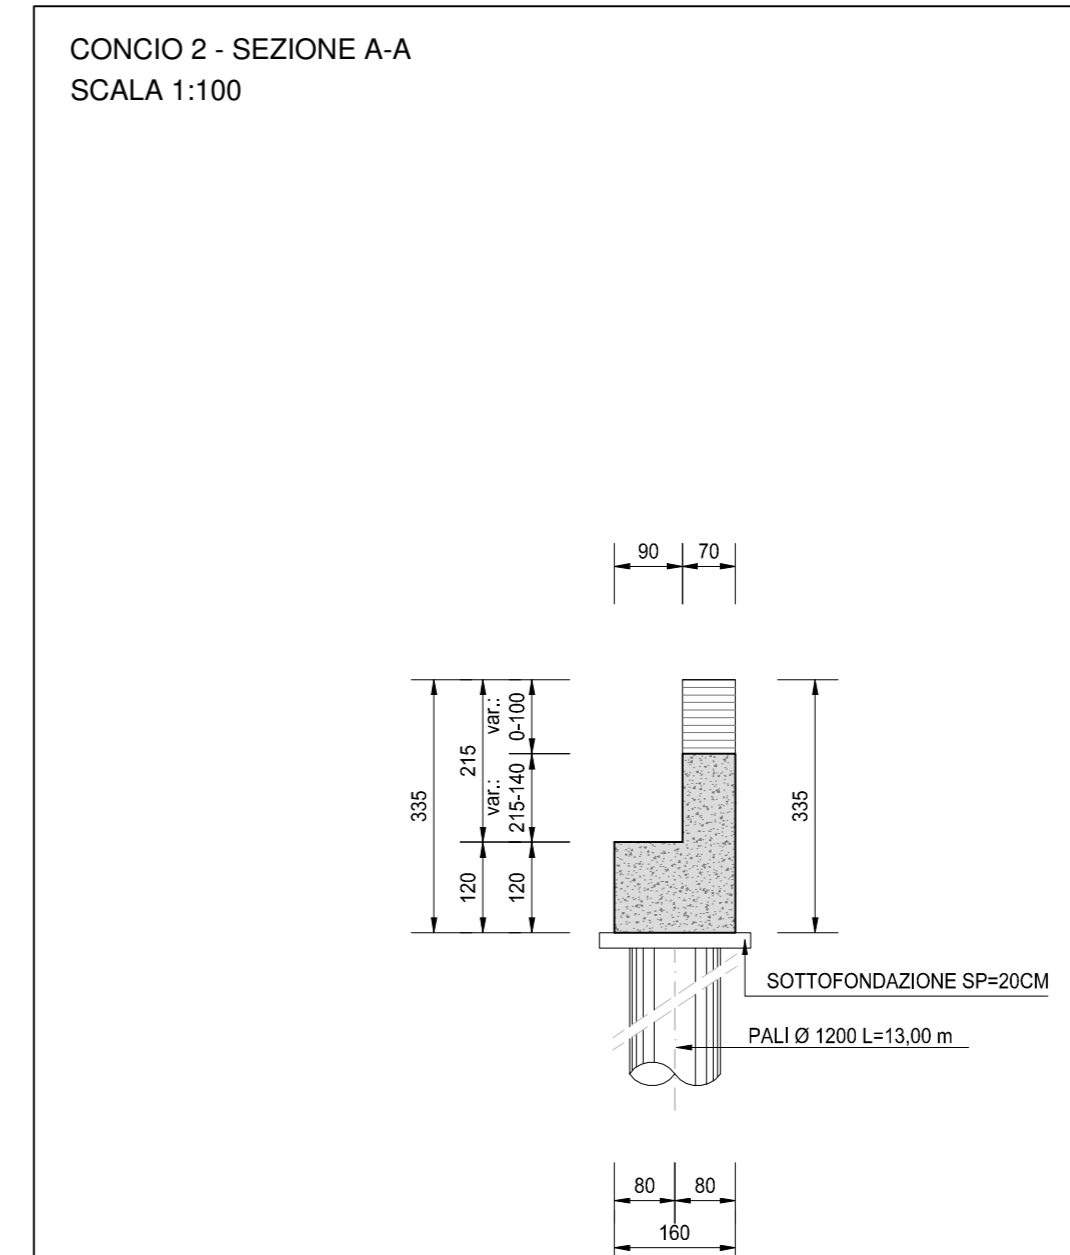 CONCIO 2 - SEZIONE A-A
SCALA 1:100
90
70
335
215
var.:
0-100
var.:
215-140
120
120
335
SOTTOFONDAZIONE SP=20CM
PALI Ø 1200 L=13,00 m
80
80
160